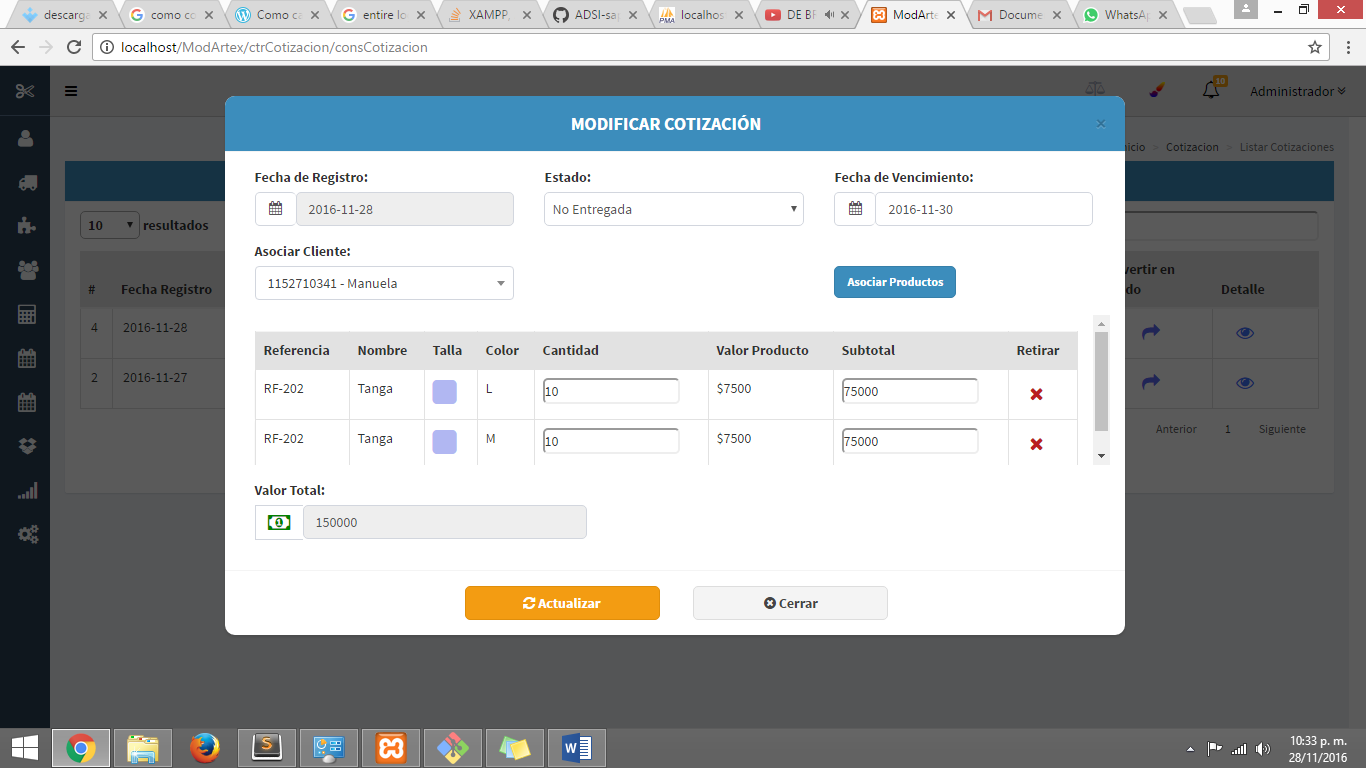 descarga
como co
Como ca
entire lo
XAMPP,
ADSI-sa
localhos
DE BR
ModArte
Docume
WhatsAp
localhost/ModArtex/ctrCotizacion/consCotizacion
10
Administrador
MODIFICAR COTIZACIÓN
×
nicio > Cotizacion > Listar Cotizaciones
Fecha de Registro:
Estado:
Fecha de Vencimiento:
2016-11-28
No Entregada
2016-11-30
10 resultados
Asociar Cliente:
1152710341 - Manuela
Asociar Productos
# Fecha Registro
vertir en
do
Detalle
4 2016-11-28
2 2016-11-27
Referencia Nombre Talla Color Cantidad Valor Producto Subtotal Retirar
RF-202 Tanga L 10 $7500 75000
RF-202 Tanga M 10 $7500 75000
Anterior 1 Siguiente
Valor Total:
150000
Actualizar
Cerrar
10:33 p. m.
28/11/2016